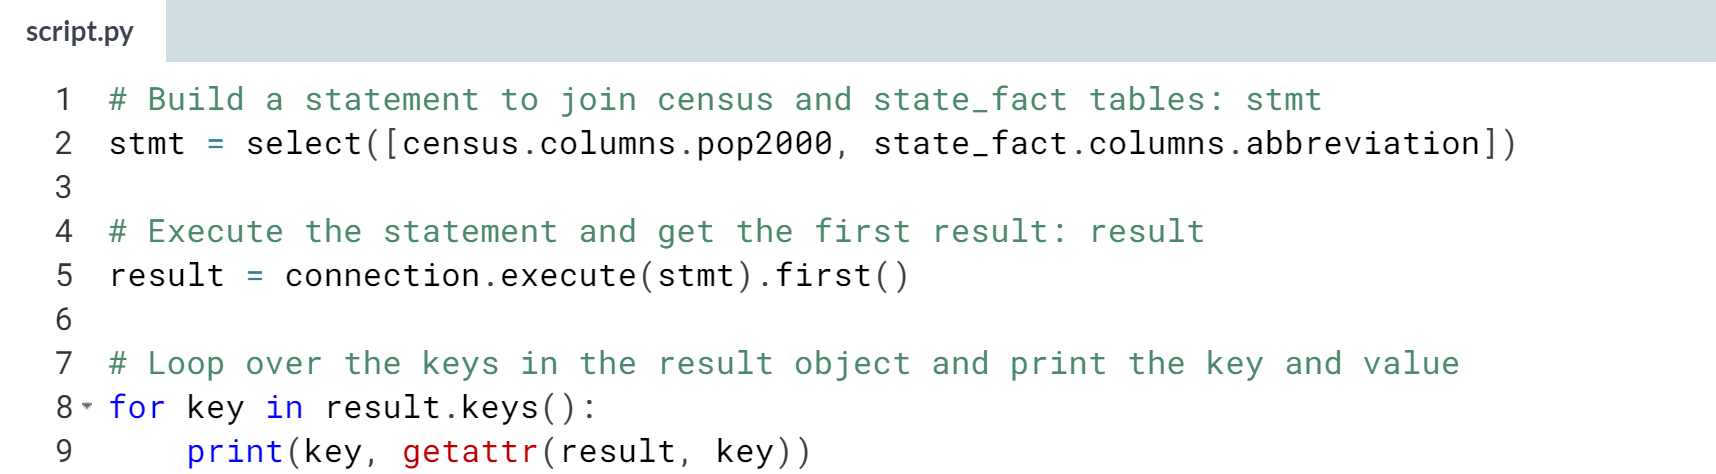 script.py
1 # Build a statement to join census and state_fact tables: stmt
2 stmt = select([census.columns.pop2000, state_fact.columns.abbreviation])
3
4 # Execute the statement and get the first result: result
5 result = connection.execute(stmt).first()
6
7 # Loop over the keys in the result object and print the key and value
8 for key in result.keys():
9     print(key, getattr(result, key))